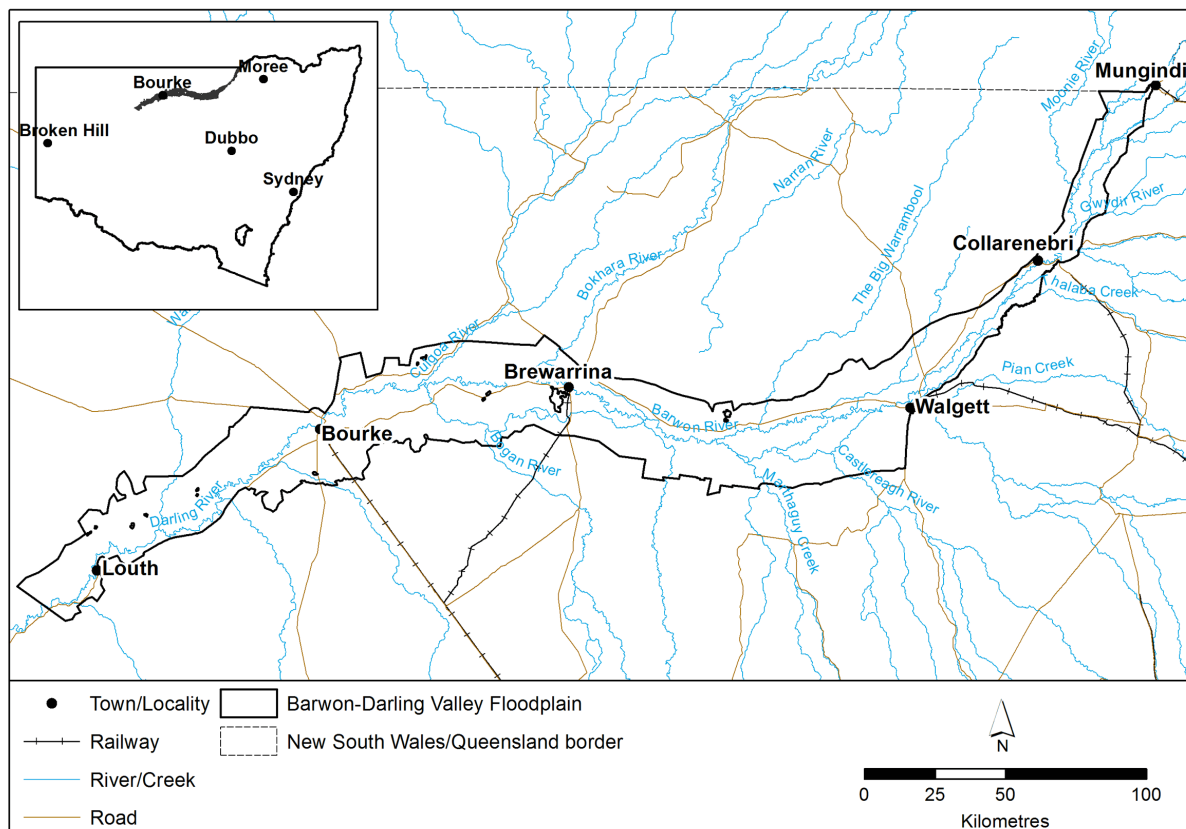 Moree
Bourke
Broken Hill
Dubbo
Sydney
Moonie River
Mungindi
Narran River
Gwydir River
The Big Warrambool
Collarenebri
Bokhara River
Thalaba Creek
Culgoa River
Pian Creek
Brewarrina
Barwon River
Walgett
Bourke
Bogan River
Castlereagh River
Marthaguy Creek
Darling River
Louth
Town/Locality
Railway
River/Creek
Road
Barwon-Darling Valley Floodplain
New South Wales/Queensland border
N
0 25 50 100
Kilometres